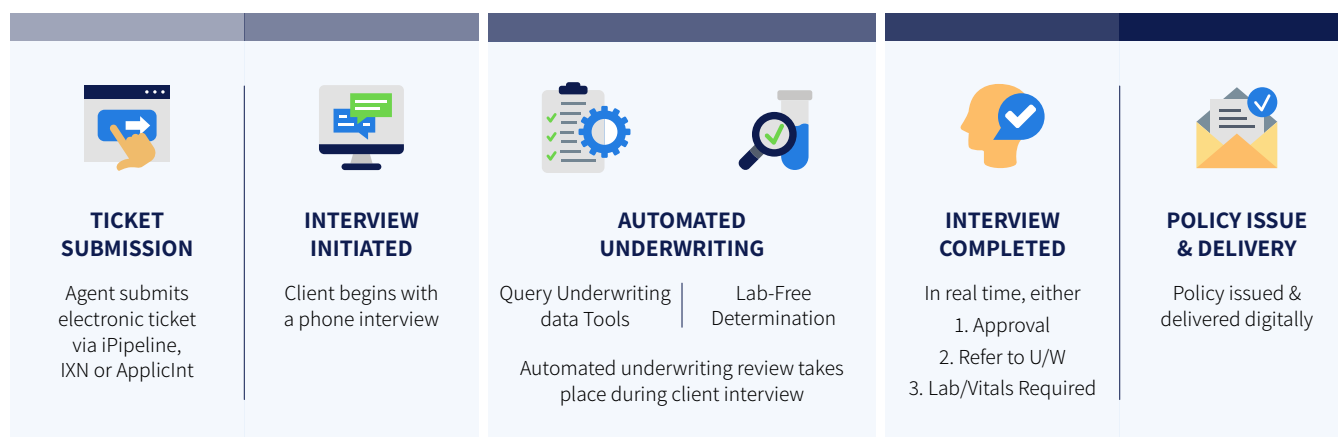 TICKET
SUBMISSION
Agent submits
electronic ticket
via iPipeline,
IXN or ApplicInt
INTERVIEW
INITIATED
Client begins with
a phone interview
AUTOMATED
UNDERWRITING
Query Underwriting
data Tools
Lab-Free
Determination
Automated underwriting review takes
place during client interview
INTERVIEW
COMPLETED
In real time, either
1. Approval
2. Refer to U/W
3. Lab/Vitals Required
POLICY ISSUE
& DELIVERY
Policy issued &
delivered digitally